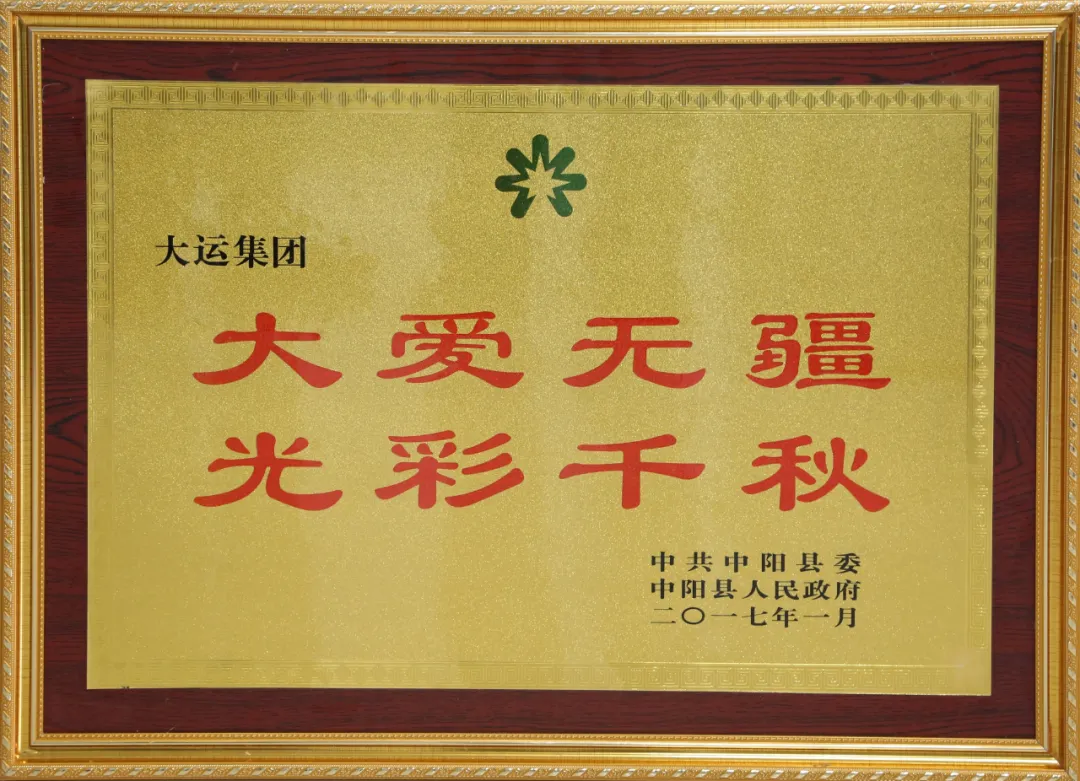 大运集团
大爱无疆
光彩千秋
中共中阳县委
中阳县人民政府
二〇一七年一月